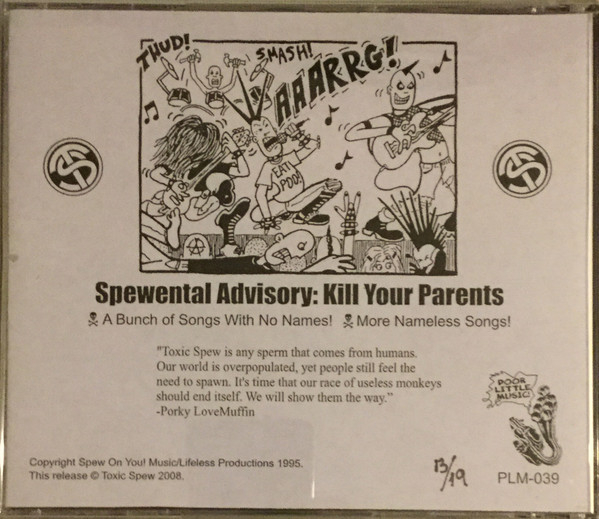 THUD!
SMASH!
AAARRG!
EAT
POO!
Spewental Advisory: Kill Your Parents
A Bunch of Songs With No Names! More Nameless Songs!
"Toxic Spew is any sperm that comes from humans.
Our world is overpopulated, yet people still feel the
need to spawn. It's time that our race of useless monkeys
should end itself. We will show them the way.”
-Porky LoveMuffin
POOR
LITTLE
MUSIC!
Copyright Spew On You! Music/Lifeless Productions 1995.
This release © Toxic Spew 2008.
13/19
PLM-039